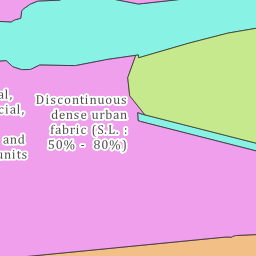 al,
cial,
and
units
Discontinuous
dense urban
fabric (S.L. :
50% - 80%)